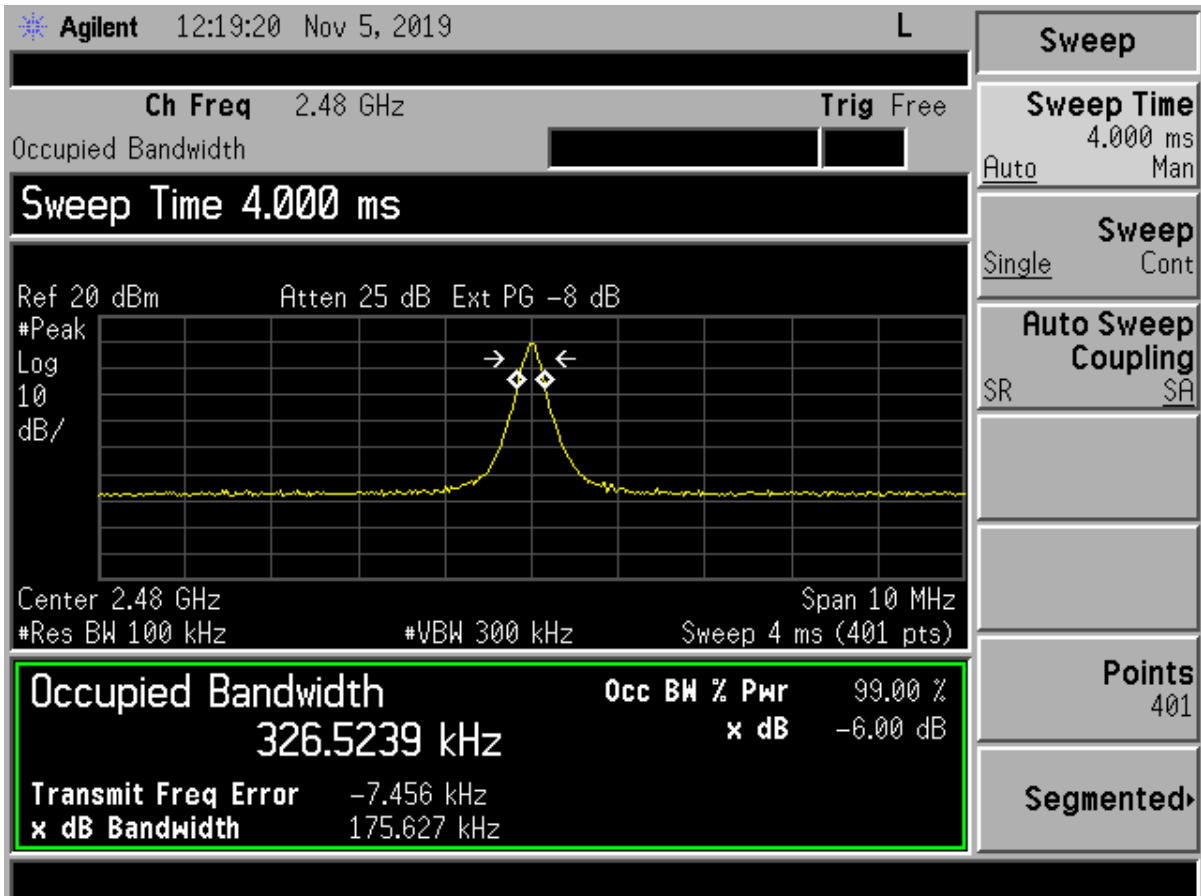 Agilent 12:19:20 Nov 5, 2019 L
Ch Freq 2.48 GHz Trig Free
Occupied Bandwidth
Sweep Time 4.000 ms
Ref 20 dBm Atten 25 dB Ext PG -8 dB
#Peak
Log
10
dB/
Center 2.48 GHz Span 10 MHz
#Res BW 100 kHz #VBW 300 kHz Sweep 4 ms (401 pts)
Occupied Bandwidth Occ BW % Pwr 99.00 %
326.5239 kHz x dB -6.00 dB
Transmit Freq Error -7.456 kHz
x dB Bandwidth 175.627 kHz
Sweep
Sweep Time
4.000 ms
Auto Man
Sweep
Single Cont
Auto Sweep
Coupling
SR SA
Points
401
Segmented